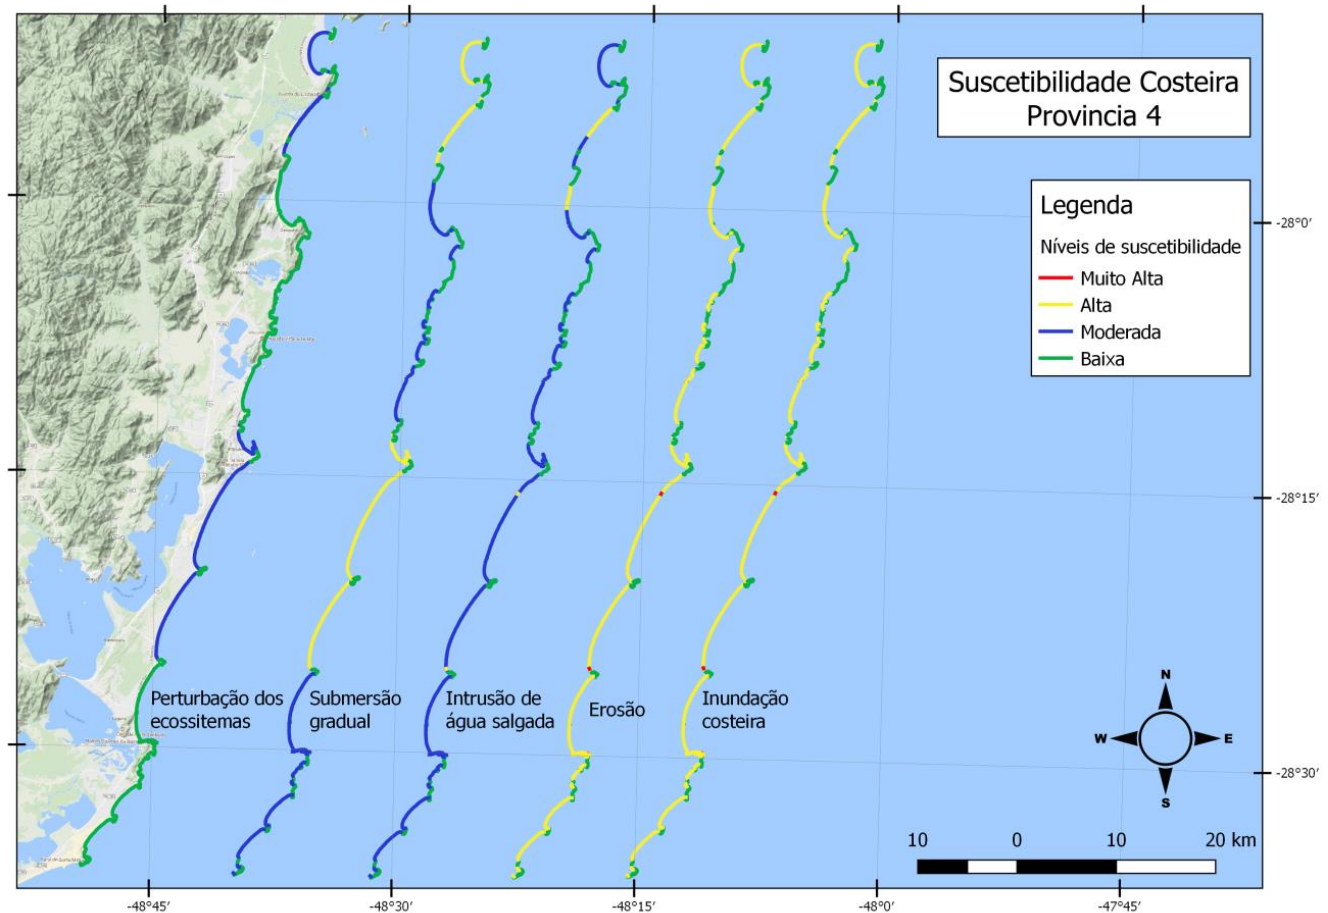 Suscetibilidade Costeira
Provincia 4
Legenda
Níveis de suscetibilidade
Muito Alta
Alta
Moderada
Baixa
-28°0'
-28°15'
-28°30'
Perturbação dos
ecossitemas
Submersão
gradual
Intrusão de
água salgada
Erosão
Inundação
costeira
N
W
E
S
10
0
10
20 km
-48°45'
-48°30'
-48°15'
-48°0'
-47°45'